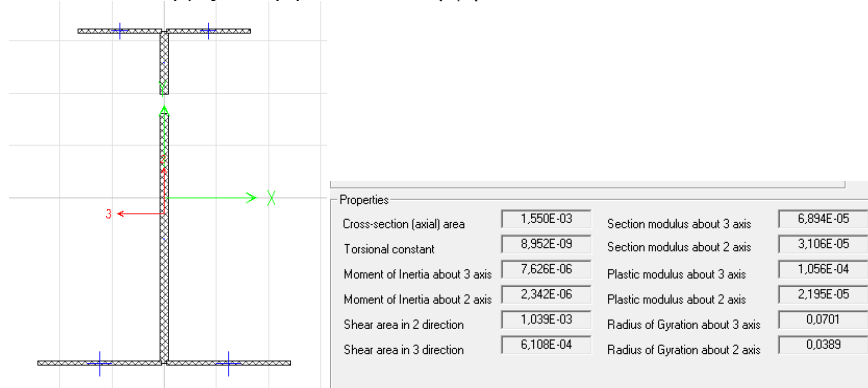 X
3
Properties
Cross-section (axial) area 1,550E-03 Section modulus about 3 axis 6,894E-05
Torsional constant 8,952E-09 Section modulus about 2 axis 3,106E-05
Moment of Inertia about 3 axis 7,626E-06 Plastic modulus about 3 axis 1,056E-04
Moment of Inertia about 2 axis 2,342E-06 Plastic modulus about 2 axis 2,195E-05
Shear area in 2 direction 1,039E-03 Radius of Gyration about 3 axis 0,0701
Shear area in 3 direction 6,108E-04 Radius of Gyration about 2 axis 0,0389